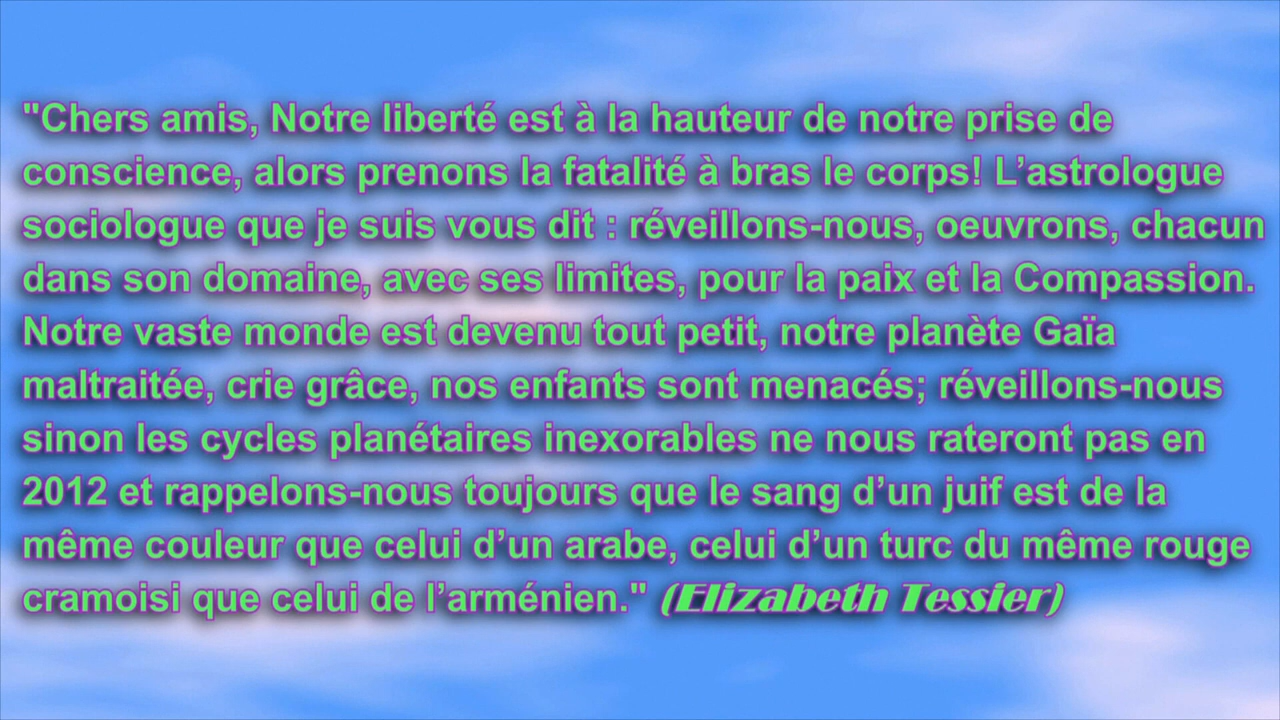 "Chers amis, Notre liberté est à la hauteur de notre prise de
conscience, alors prenons la fatalité à bras le corps! L’astrologue
sociologue que je suis vous dit : réveillons-nous, oeuvrons, chacun
dans son domaine, avec ses limites, pour la paix et la Compassion.
Notre vaste monde est devenu tout petit, notre planète Gaïa
maltraitée, crie grâce, nos enfants sont menacés; réveillons-nous
sinon les cycles planétaires inexorables ne nous rateront pas en
2012 et rappelons-nous toujours que le sang d’un juif est de la
même couleur que celui d’un arabe, celui d’un turc du même rouge
cramoisi que celui de l’arménien." (Elizabeth Tessier)